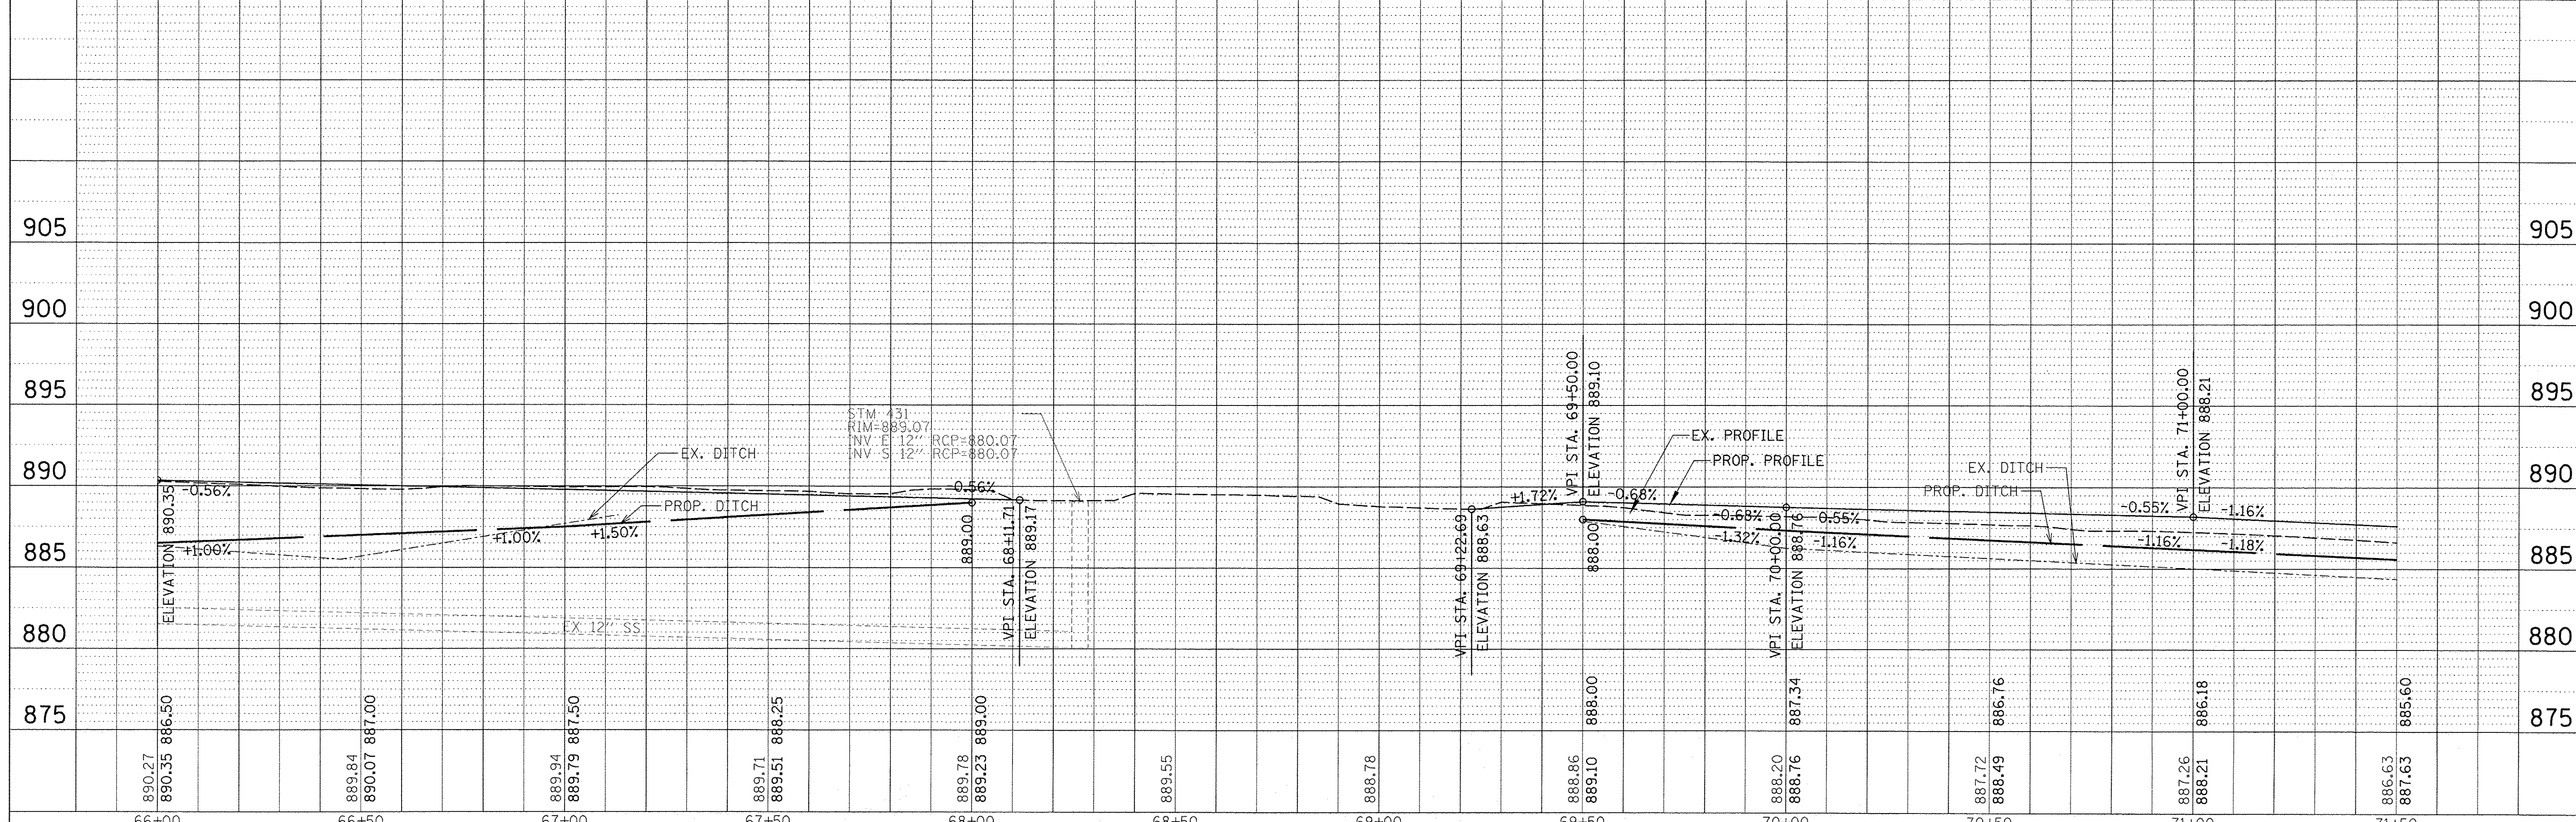 905 905
900 900
895 895
890 890
885 885
880 880
875 875
ELEVATION 890.35
-0.56%
+1.00%
EX. DITCH
PROP. DITCH
+1.00%
+1.50%
EX 12'' SS
STM 431
RIM=889.07
INV E 12'' RCP=880.07
INV S 12'' RCP=880.07
0.56%
889.00
VPI STA. 68+11.71
ELEVATION 889.17
VPI STA. 69+22.69
ELEVATION 888.63
+1.72%
VPI STA. 69+50.00
ELEVATION 889.10
-0.68%
888.00
EX. PROFILE
PROP. PROFILE
-0.68%
-1.32%
VPI STA. 70+00.00
ELEVATION 888.76
-0.55%
-1.16%
EX. DITCH
PROP. DITCH
-0.55%
-1.16%
VPI STA. 71+00.00
ELEVATION 888.21
-1.16%
-1.18%
886.50
887.00
887.50
888.25
889.00
888.00
887.34
886.76
886.18
885.60
890.27
890.35
889.84
890.07
889.94
889.79
889.71
889.51
889.78
889.23
889.55
888.78
888.86
889.10
888.20
888.76
887.72
888.49
887.26
888.21
886.63
887.63
66+00 66+50 67+00 67+50 68+00 68+50 69+00 69+50 70+00 70+50 71+00 71+50